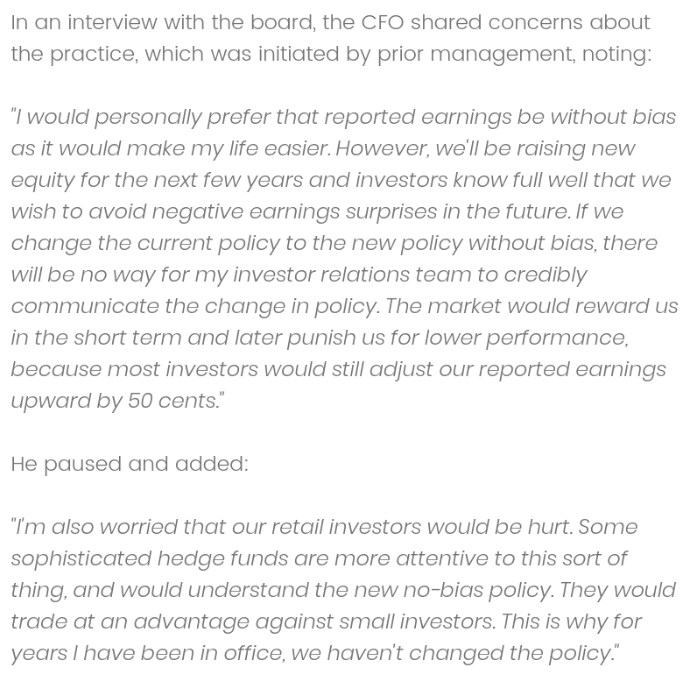 In an interview with the board, the CFO shared concerns about
the practice, which was initiated by prior management, noting:
"I would personally prefer that reported earnings be without bias
as it would make my life easier. However, we'll be raising new
equity for the next few years and investors know full well that we
wish to avoid negative earnings surprises in the future. If we
change the current policy to the new policy without bias, there
will be no way for my investor relations team to credibly
communicate the change in policy. The market would reward us
in the short term and later punish us for lower performance,
because most investors would still adjust our reported earnings
upward by 50 cents."
He paused and added:
"I'm also worried that our retail investors would be hurt. Some
sophisticated hedge funds are more attentive to this sort of
thing, and would understand the new no-bias policy. They would
trade at an advantage against small investors. This is why for
years I have been in office, we haven't changed the policy."